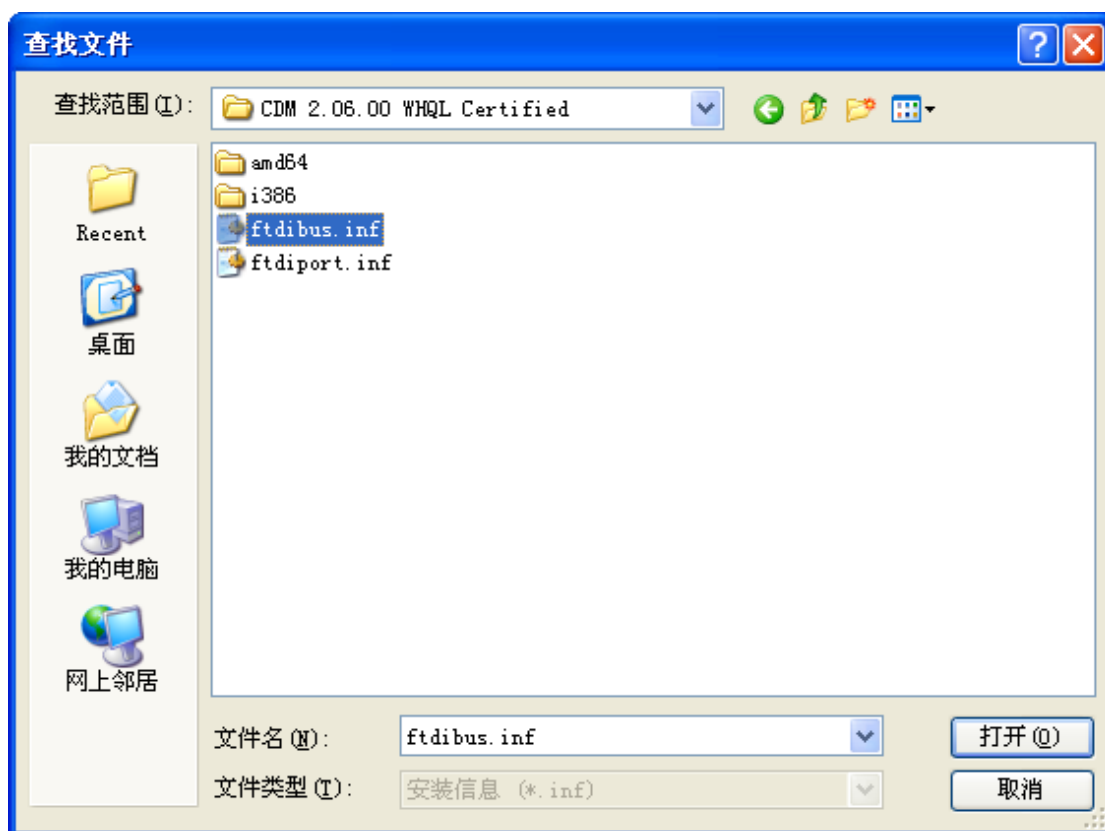 查找文件
查找范围(I): CDM 2.06.00 WHQL Certified
amd64
i386
ftdibus.inf
ftdiport.inf
Recent
桌面
我的文档
我的电脑
网上邻居
文件名(N): ftdibus.inf 打开(O)
文件类型(T): 安装信息 (*.inf) 取消